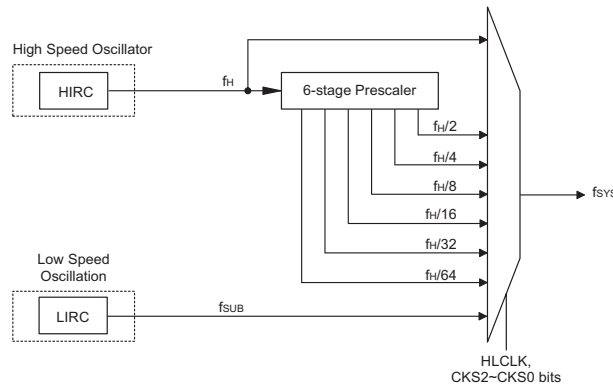 High Speed Oscillator
HIRC
fH
6-stage Prescaler
fH/2
fH/4
fH/8
fH/16
fH/32
fH/64
fSYS
Low Speed
Oscillation
LIRC
fSUB
HLCLK,
CKS2~CKS0 bits